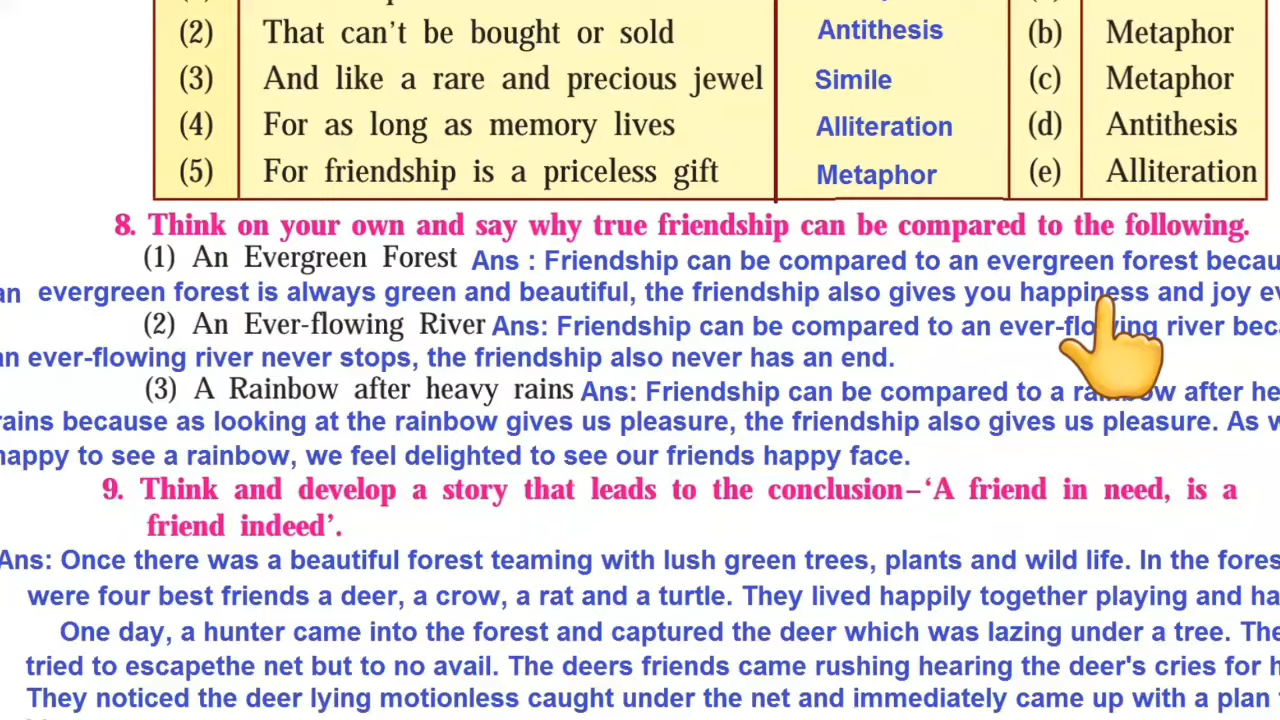 (2) That can't be bought or sold Antithesis (b) Metaphor
(3) And like a rare and precious jewel Simile (c) Metaphor
(4) For as long as memory lives Alliteration (d) Antithesis
(5) For friendship is a priceless gift Metaphor (e) Alliteration
8. Think on your own and say why true friendship can be compared to the following.
(1) An Evergreen Forest Ans : Friendship can be compared to an evergreen forest becau
an evergreen forest is always green and beautiful, the friendship also gives you happiness and joy ev
(2) An Ever-flowing River Ans: Friendship can be compared to an ever-flowing river beca
an ever-flowing river never stops, the friendship also never has an end.
(3) A Rainbow after heavy rains Ans: Friendship can be compared to a rainbow after he
rains because as looking at the rainbow gives us pleasure, the friendship also gives us pleasure. As w
happy to see a rainbow, we feel delighted to see our friends happy face.
9. Think and develop a story that leads to the conclusion–‘A friend in need, is a
friend indeed’.
Ans: Once there was a beautiful forest teaming with lush green trees, plants and wild life. In the fores
were four best friends a deer, a crow, a rat and a turtle. They lived happily together playing and ha
One day, a hunter came into the forest and captured the deer which was lazing under a tree. The
tried to escapethe net but to no avail. The deers friends came rushing hearing the deer's cries for h
They noticed the deer lying motionless caught under the net and immediately came up with a plan